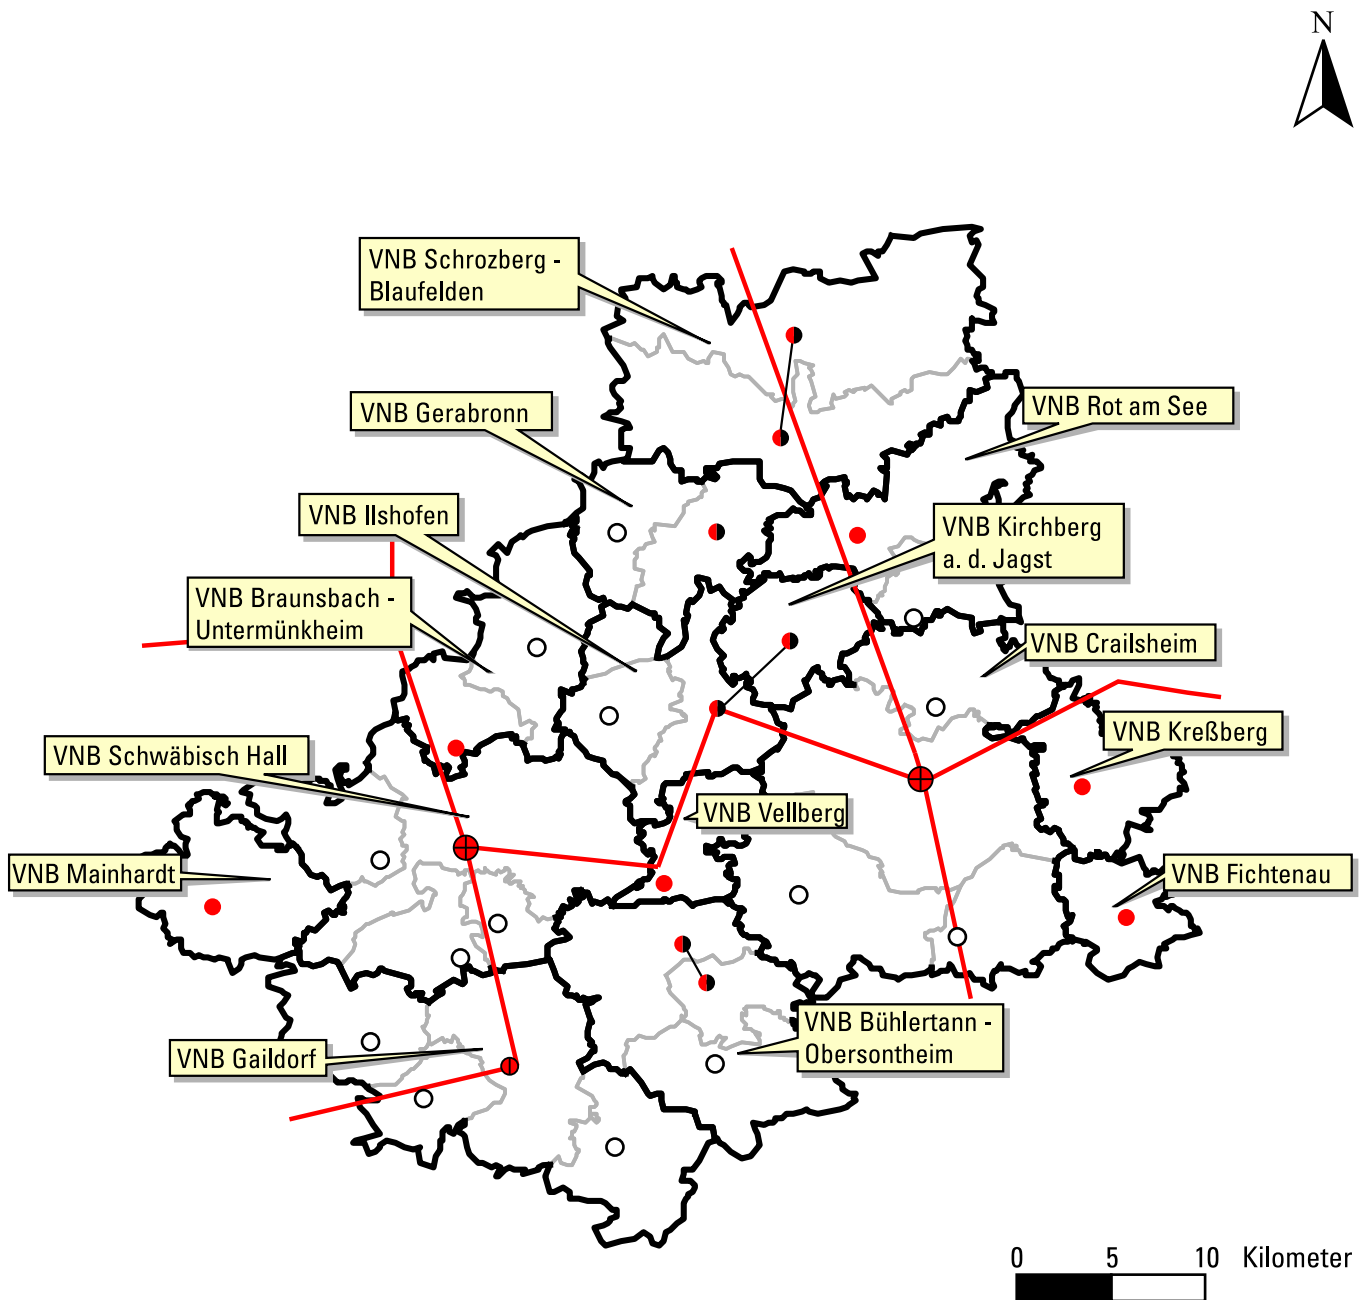 N
VNB Schrozberg -
Blaufelden
VNB Gerabronn
VNB Rot am See
VNB Ilshofen
VNB Kirchberg
a. d. Jagst
VNB Braunsbach -
Untermünkheim
VNB Crailsheim
VNB Kreßberg
VNB Schwäbisch Hall
VNB Vellberg
VNB Mainhardt
VNB Fichtenau
VNB Bühlertann -
Obersontheim
VNB Gaildorf
0 5 10 Kilometer